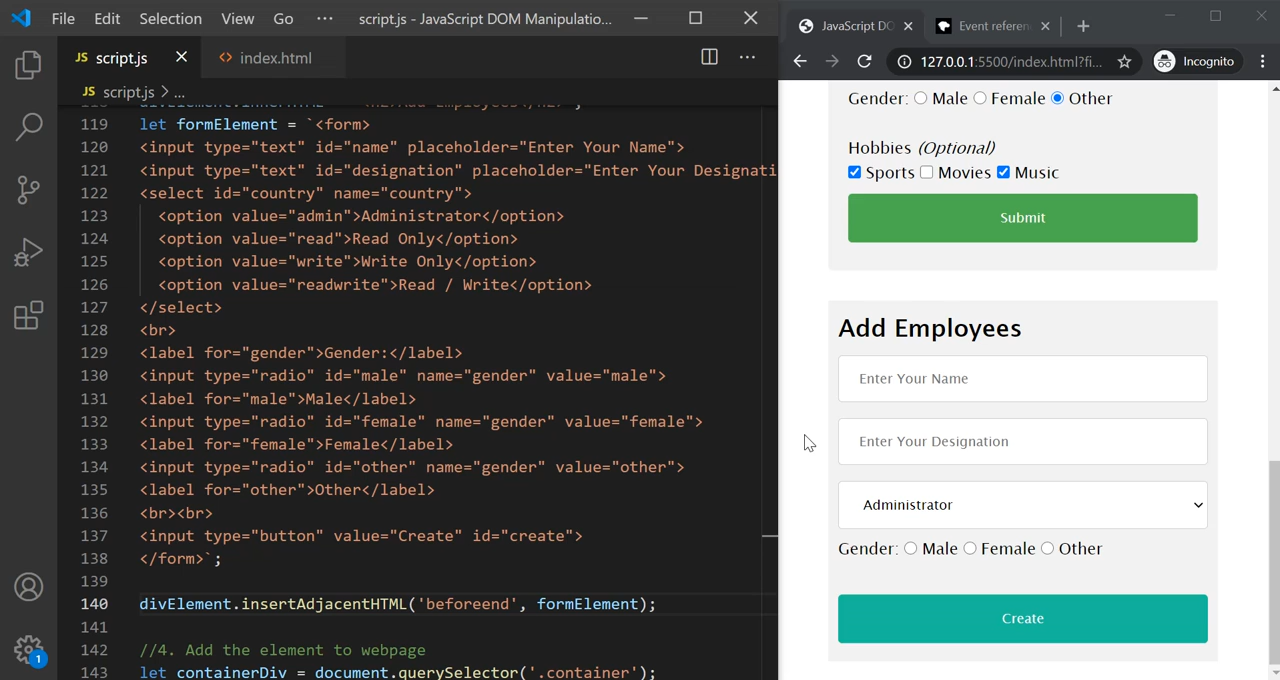 File Edit Selection View Go ··· script.js - JavaScript DOM Manipulatio...
JS script.js
<> index.html
JS script.js > ...
119 let formElement = `<form>
120 <input type="text" id="name" placeholder="Enter Your Name">
121 <input type="text" id="designation" placeholder="Enter Your Designati
122 <select id="country" name="country">
123 <option value="admin">Administrator</option>
124 <option value="read">Read Only</option>
125 <option value="write">Write Only</option>
126 <option value="readwrite">Read / Write</option>
127 </select>
128 <br>
129 <label for="gender">Gender:</label>
130 <input type="radio" id="male" name="gender" value="male">
131 <label for="male">Male</label>
132 <input type="radio" id="female" name="gender" value="female">
133 <label for="female">Female</label>
134 <input type="radio" id="other" name="gender" value="other">
135 <label for="other">Other</label>
136 <br><br>
137 <input type="button" value="Create" id="create">
138 </form>`;
139
140 divElement.insertAdjacentHTML('beforeend', formElement);
141
142 //4. Add the element to webpage
143 let containerDiv = document.querySelector('.container');
1
JavaScript DO
Event referen
127.0.0.1:5500/index.html?fi...
Incognito
Gender: Male Female Other
Hobbies (Optional)
Sports Movies Music
Submit
Add Employees
Enter Your Name
Enter Your Designation
Administrator
Gender: Male Female Other
Create